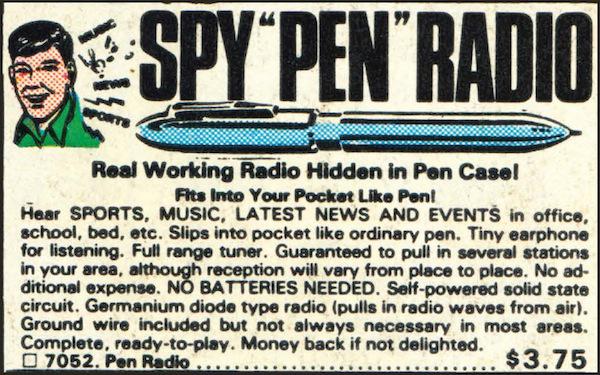 SPY "PEN" RADIO
MUSIC
NEWS
SPORTS
Real Working Radio Hidden in Pen Case!
Fits Into Your Pocket Like Pen!
Hear SPORTS, MUSIC, LATEST NEWS AND EVENTS in office,
school, bed, etc. Slips into pocket like ordinary pen. Tiny earphone
for listening. Full range tuner. Guaranteed to pull in several stations
in your area, although reception will vary from place to place. No ad-
ditional expense. NO BATTERIES NEEDED. Self-powered solid state
circuit. Germanium diode type radio (pulls in radio waves from air).
Ground wire included but not always necessary in most areas.
Complete, ready-to-play. Money back if not delighted.
□ 7052. Pen Radio ........................ $3.75